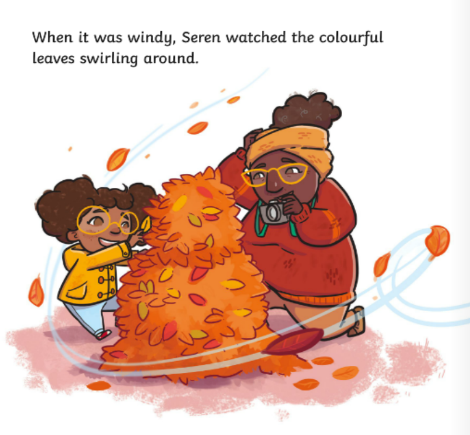 When it was windy, Seren watched the colourful
leaves swirling around.